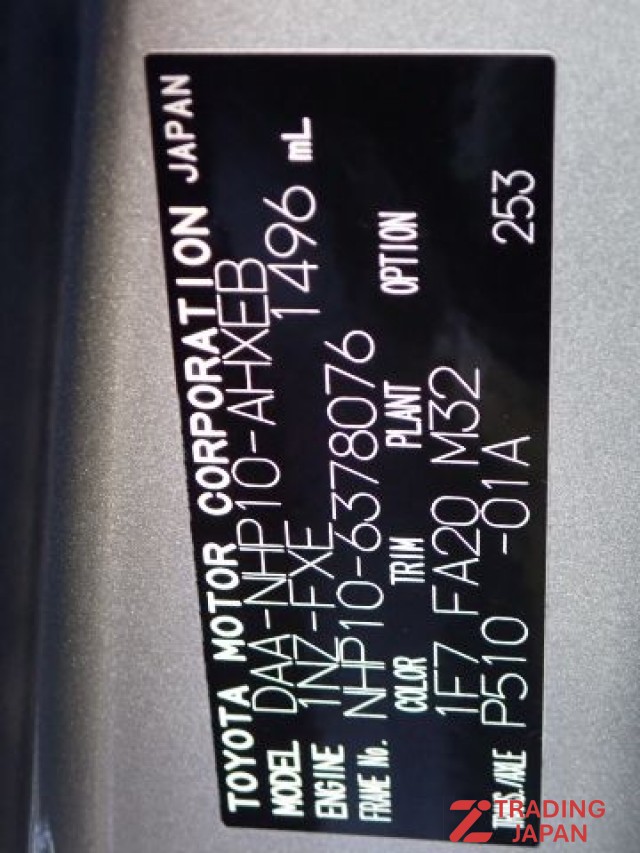 TOYOTA MOTOR CORPORATION JAPAN
MODEL DAA-NHP10-AHXEB
ENGINE 1NZ-FXE 1496 mL
FRAME No. NHP10-6378076
COLOR TRIM PLANT OPTION
1F7 FA20 M32
TRANS./AXLE P510 -01A 253
TRADING
JAPAN